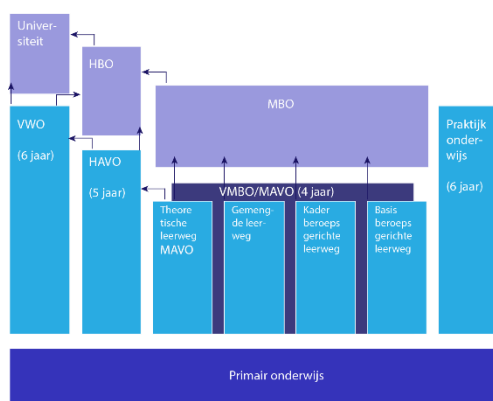 Univer-
siteit
HBO
MBO
VWO
(6 jaar)
HAVO
(5 jaar)
Praktijk
onder-
wijs
(6 jaar)
VMBO/MAVO (4 jaar)
Theore
tische
leerweg
MAVO
Gemeng-
de leer-
weg
Kader
beroeps
gerichte
leerweg
Basis
beroeps
gerichte
leerweg
Primair onderwijs